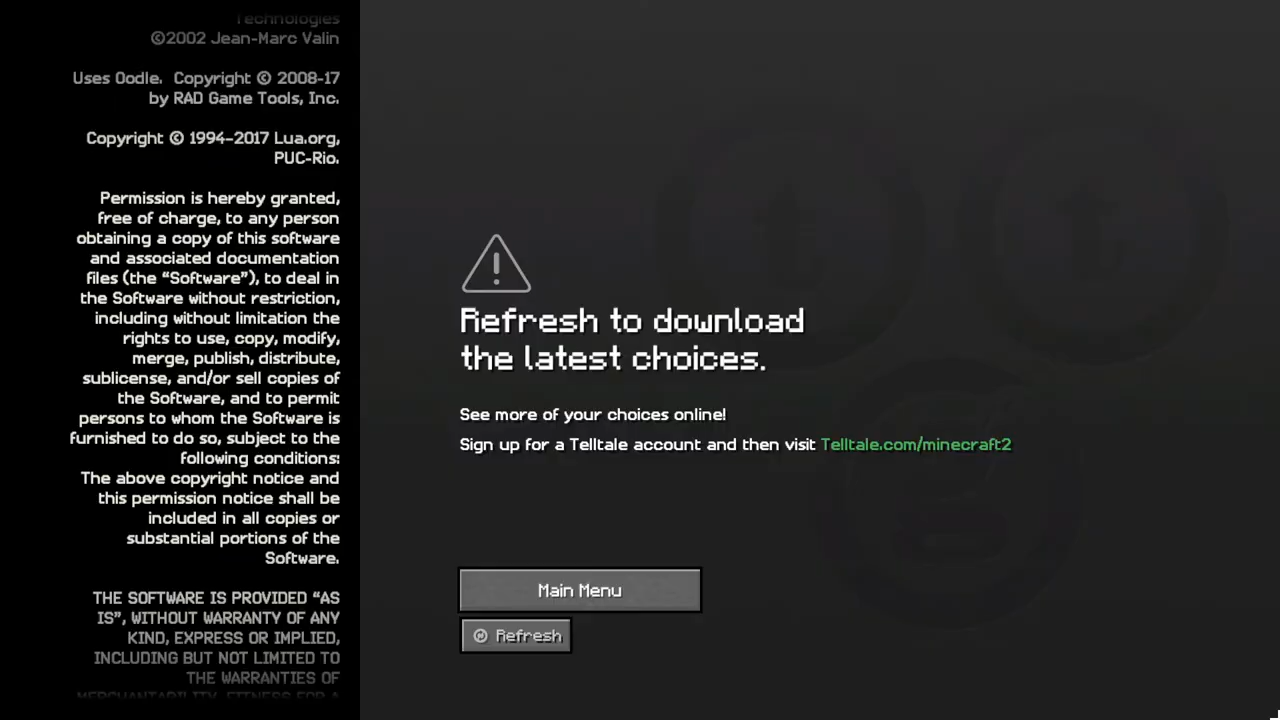 Technologies
©2002 Jean-Marc Valin
Uses Oodle. Copyright © 2008-17
by RAD Game Tools, Inc.
Copyright © 1994-2017 Lua.org,
PUC-Rio.
Permission is hereby granted,
free of charge, to any person
obtaining a copy of this software
and associated documentation
files (the “Software”), to deal in
the Software without restriction,
including without limitation the
rights to use, copy, modify,
merge, publish, distribute,
sublicense, and/or sell copies of
the Software, and to permit
persons to whom the Software is
furnished to do so, subject to the
following conditions:
The above copyright notice and
this permission notice shall be
included in all copies or
substantial portions of the
Software.
THE SOFTWARE IS PROVIDED “AS
IS”, WITHOUT WARRANTY OF ANY
KIND, EXPRESS OR IMPLIED,
INCLUDING BUT NOT LIMITED TO
THE WARRANTIES OF
MERCHANTABILITY, FITNESS FOR A
Refresh to download
the latest choices.
See more of your choices online!
Sign up for a Telltale account and then visit Telltale.com/minecraft2
Main Menu
Refresh